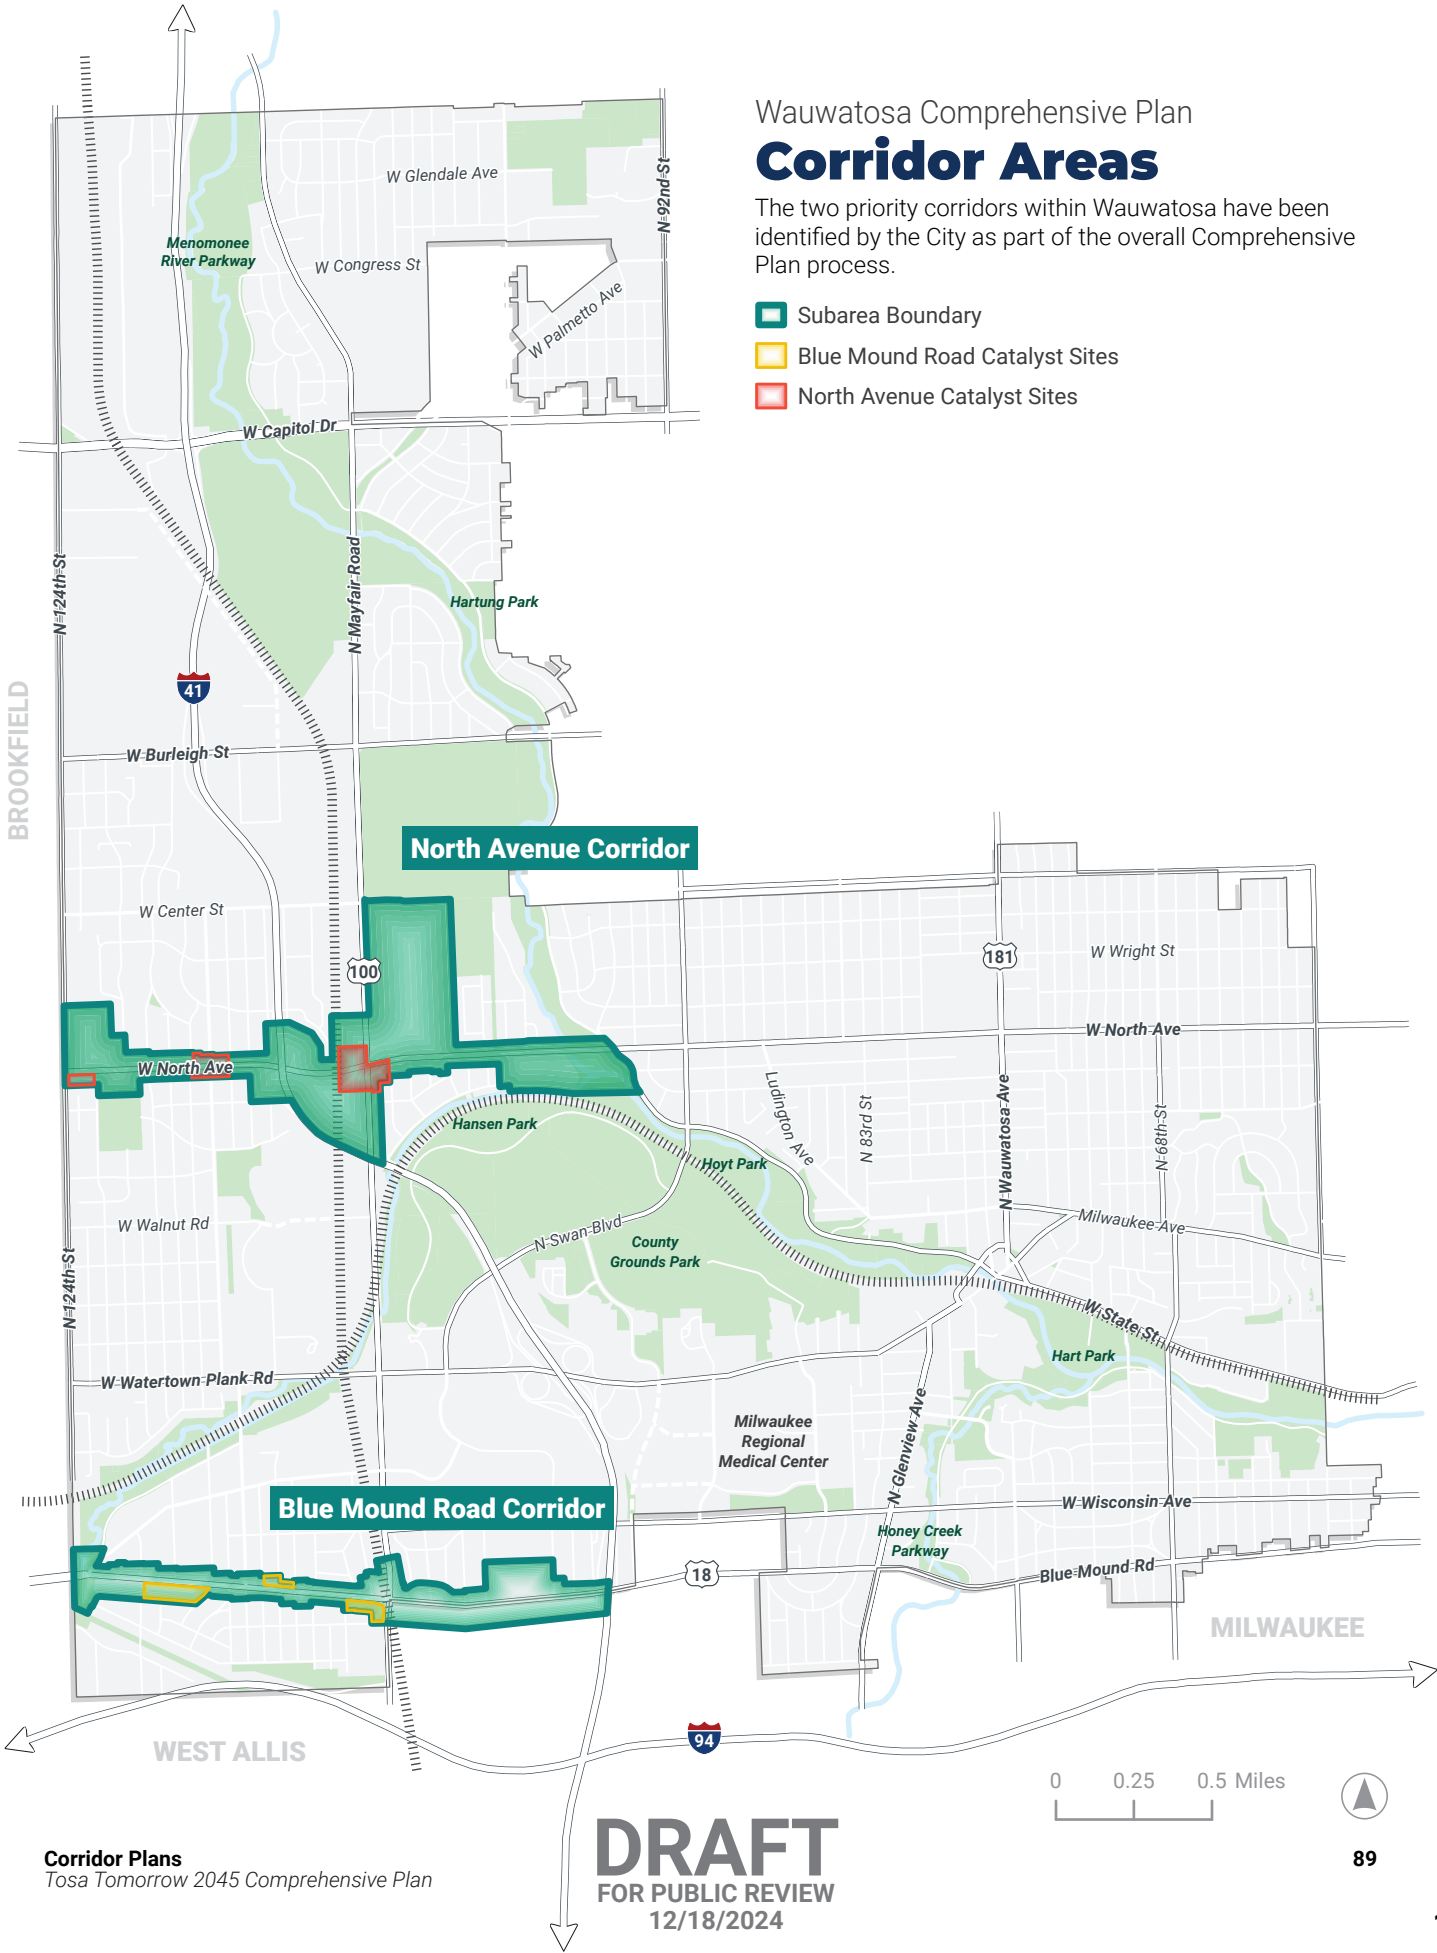 Wauwatosa Comprehensive Plan
Corridor Areas
The two priority corridors within Wauwatosa have been
identified by the City as part of the overall Comprehensive
Plan process.
Subarea Boundary
Blue Mound Road Catalyst Sites
North Avenue Catalyst Sites
W Glendale Ave
N 92nd St
Menomonee
River Parkway
W Congress St
W Palmetto Ave
W Capitol Dr
N 124th St
N Mayfair Road
Hartung Park
41
BROOKFIELD
W Burleigh St
North Avenue Corridor
W Center St
100
181
W Wright St
W North Ave
W North Ave
Hansen Park
Ludington Ave
N 83rd St
N Wauwatosa Ave
N 68th St
Hoyt Park
W Walnut Rd
N Swan Blvd
County
Grounds Park
Milwaukee Ave
N 124th St
W State St
Hart Park
W Watertown Plank Rd
Milwaukee
Regional
Medical Center
N Glenview Ave
Blue Mound Road Corridor
W Wisconsin Ave
Honey Creek
Parkway
18
Blue Mound Rd
MILWAUKEE
94
WEST ALLIS
0 0.25 0.5 Miles
Corridor Plans
Tosa Tomorrow 2045 Comprehensive Plan
DRAFT
FOR PUBLIC REVIEW
12/18/2024
89